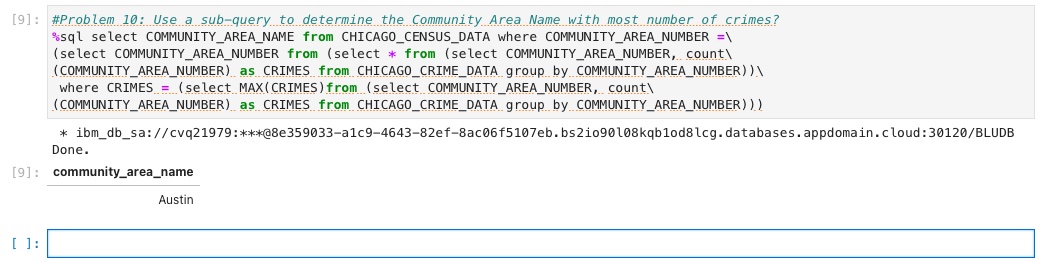 [9]: #Problem 10: Use a sub-query to determine the Community Area Name with most number of crimes?
%sql select COMMUNITY_AREA_NAME from CHICAGO_CENSUS_DATA where COMMUNITY_AREA_NUMBER =\
(select COMMUNITY_AREA_NUMBER from (select * from (select COMMUNITY_AREA_NUMBER, count\
(COMMUNITY_AREA_NUMBER) as CRIMES from CHICAGO_CRIME_DATA group by COMMUNITY_AREA_NUMBER))\
where CRIMES = (select MAX(CRIMES)from (select COMMUNITY_AREA_NUMBER, count\
(COMMUNITY_AREA_NUMBER) as CRIMES from CHICAGO_CRIME_DATA group by COMMUNITY_AREA_NUMBER)))
* ibm_db_sa://cvq21979:***@8e359033-a1c9-4643-82ef-8ac06f5107eb.bs2io90l08kqb1od8lcg.databases.appdomain.cloud:30120/BLUDB
Done.
[9]: community_area_name
Austin
[ ]: